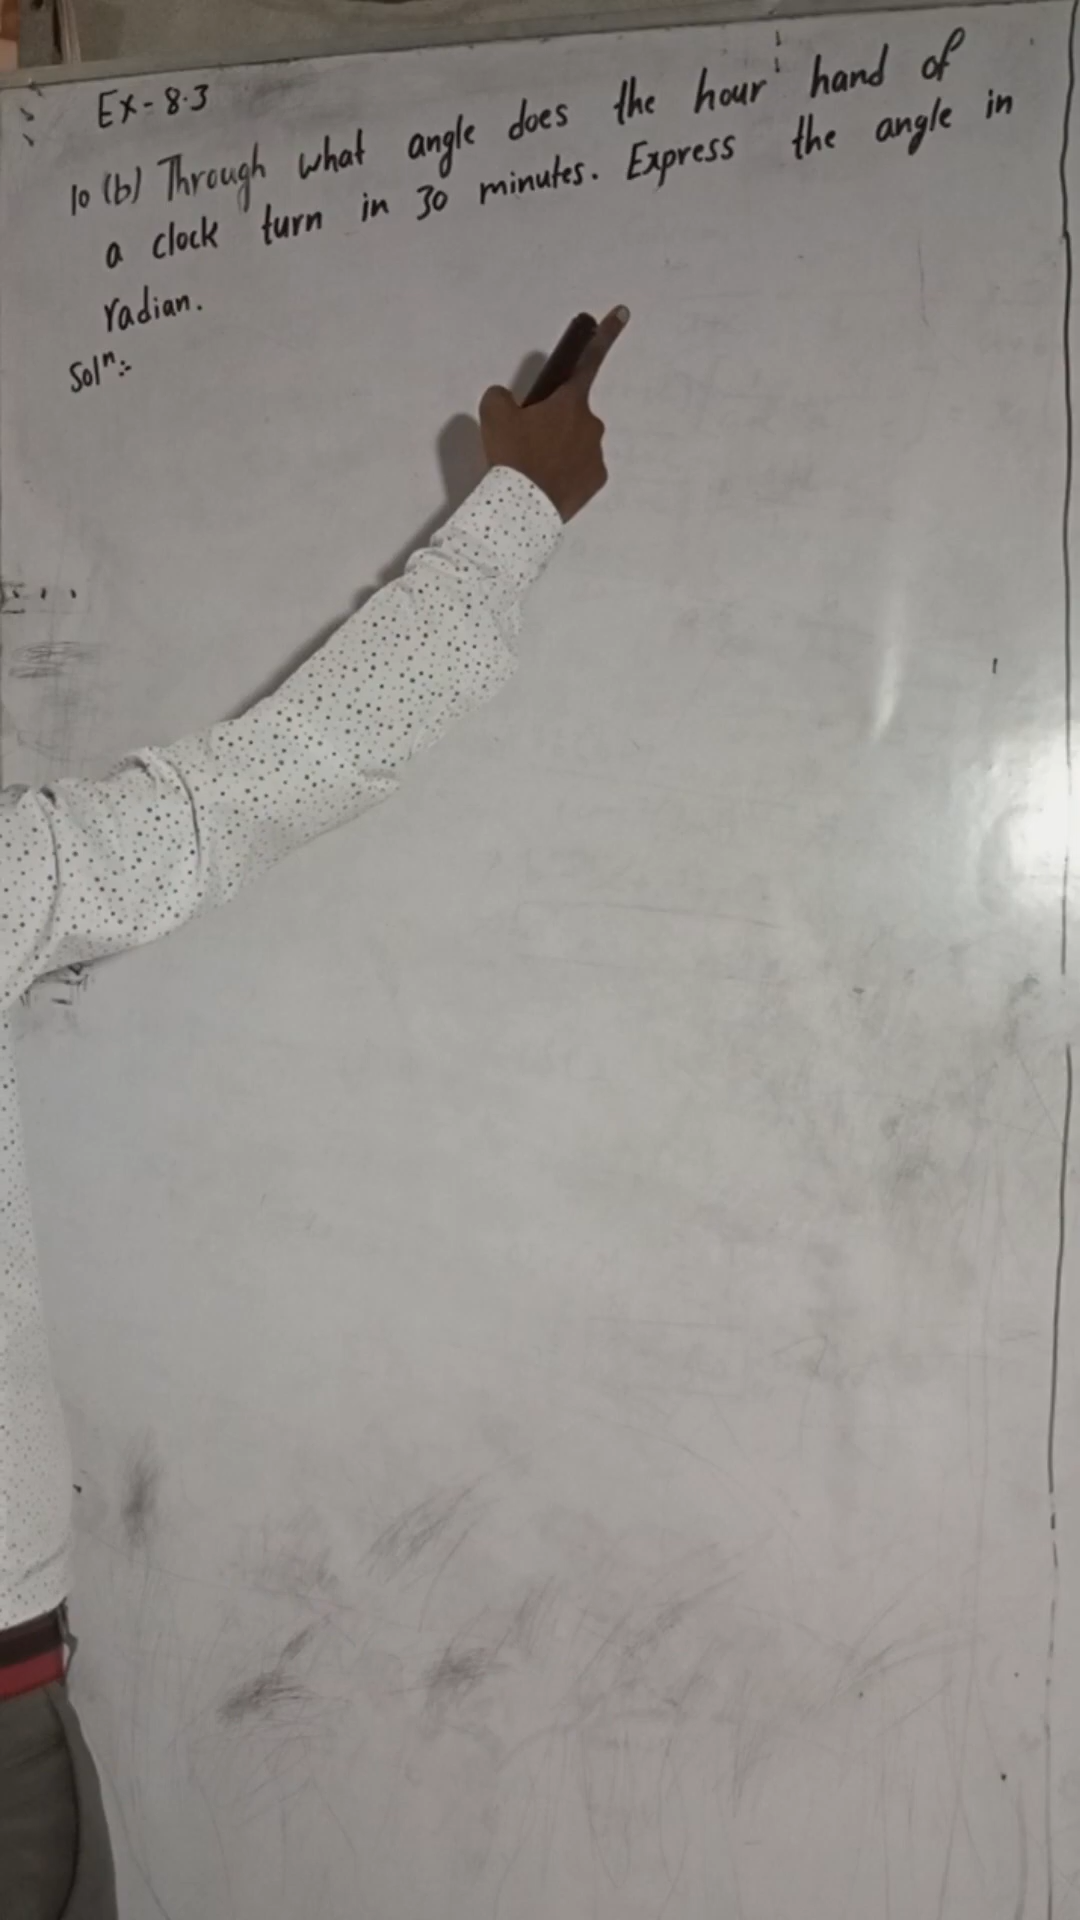 Ex- 8.3
10 (b) Through what angle does the hour hand of
a clock turn in 30 minutes. Express the angle in
radian.
Solⁿ:-